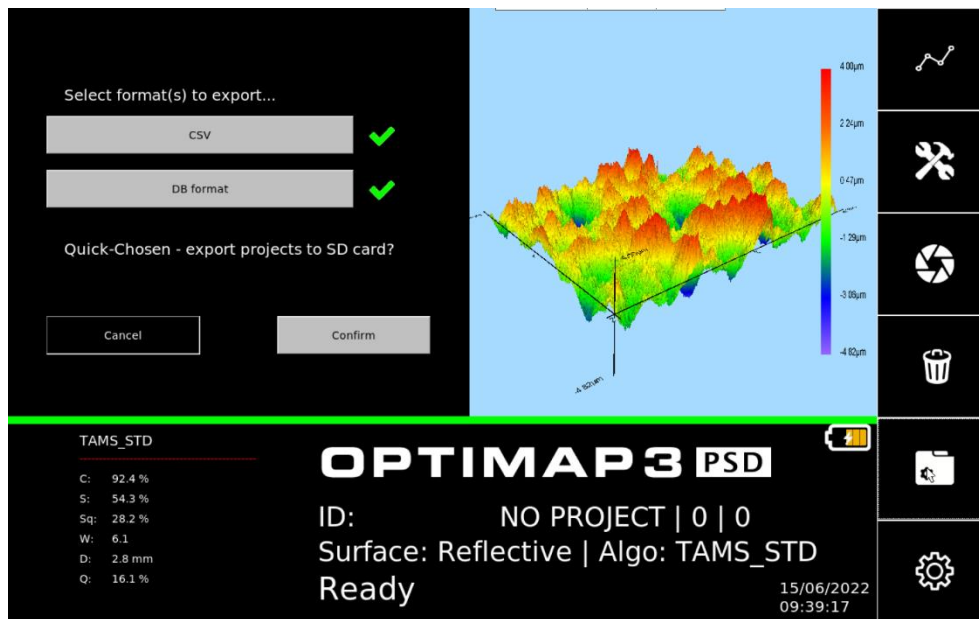 Select format(s) to export...
CSV
DB format
Quick-Chosen - export projects to SD card?
Cancel
Confirm
4.00µm
2.24µm
0.47µm
-1.29µm
-3.06µm
-4.82µm
-4.82um
TAMS_STD
C: 92.4 %
S: 54.3 %
Sq: 28.2 %
W: 6.1
D: 2.8 mm
Q: 16.1 %
OPTIMAP3 PSD
ID: NO PROJECT | 0 | 0
Surface: Reflective | Algo: TAMS_STD
Ready
15/06/2022
09:39:17